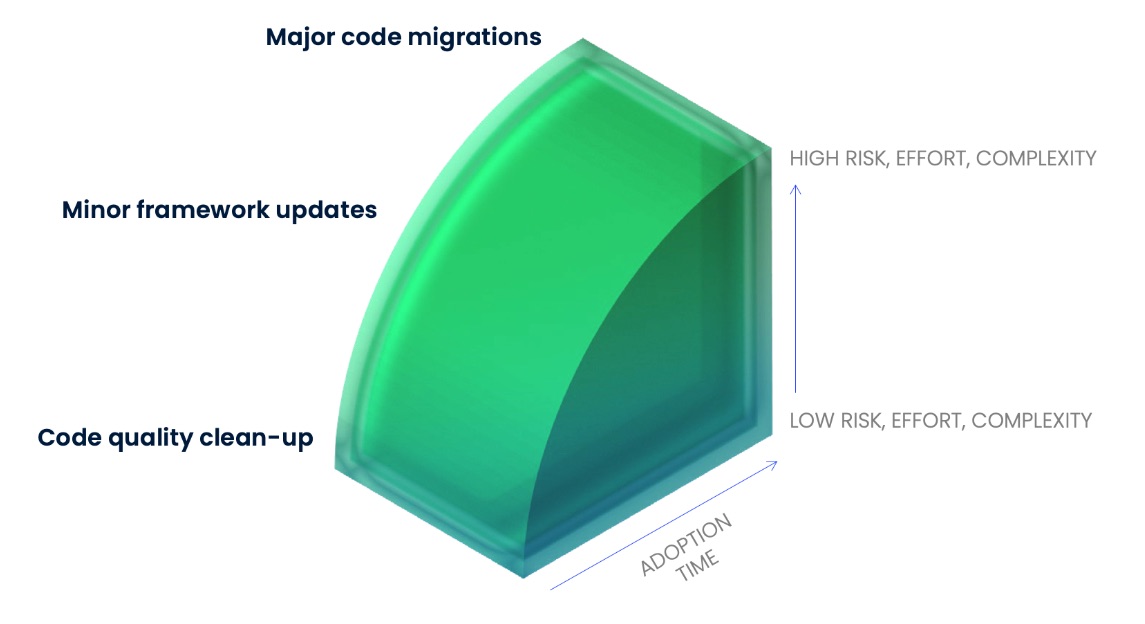 Major code migrations
HIGH RISK, EFFORT, COMPLEXITY
Minor framework updates
LOW RISK, EFFORT, COMPLEXITY
Code quality clean-up
ADOPTION
TIME